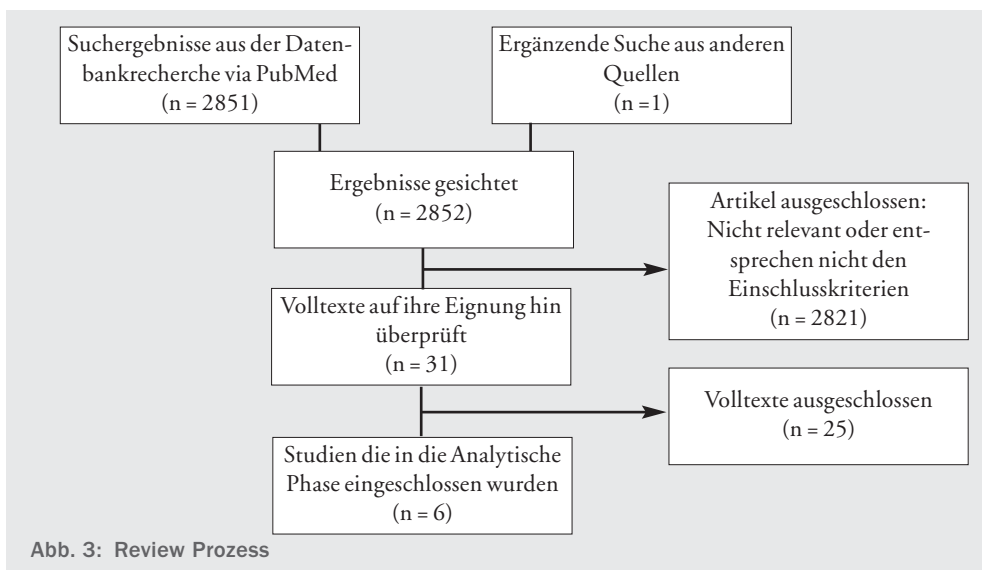 Suchergebnisse aus der Daten-
bankrecherche via PubMed
(n = 2851)
Ergänzende Suche aus anderen
Quellen
(n =1)
Ergebnisse gesichtet
(n = 2852)
Artikel ausgeschlossen:
Nicht relevant oder ent-
sprechen nicht den
Einschlusskriterien
(n = 2821)
Volltexte auf ihre Eignung hin
überprüft
(n = 31)
Volltexte ausgeschlossen
(n = 25)
Studien die in die Analytische
Phase eingeschlossen wurden
(n = 6)
Abb. 3: Review Prozess